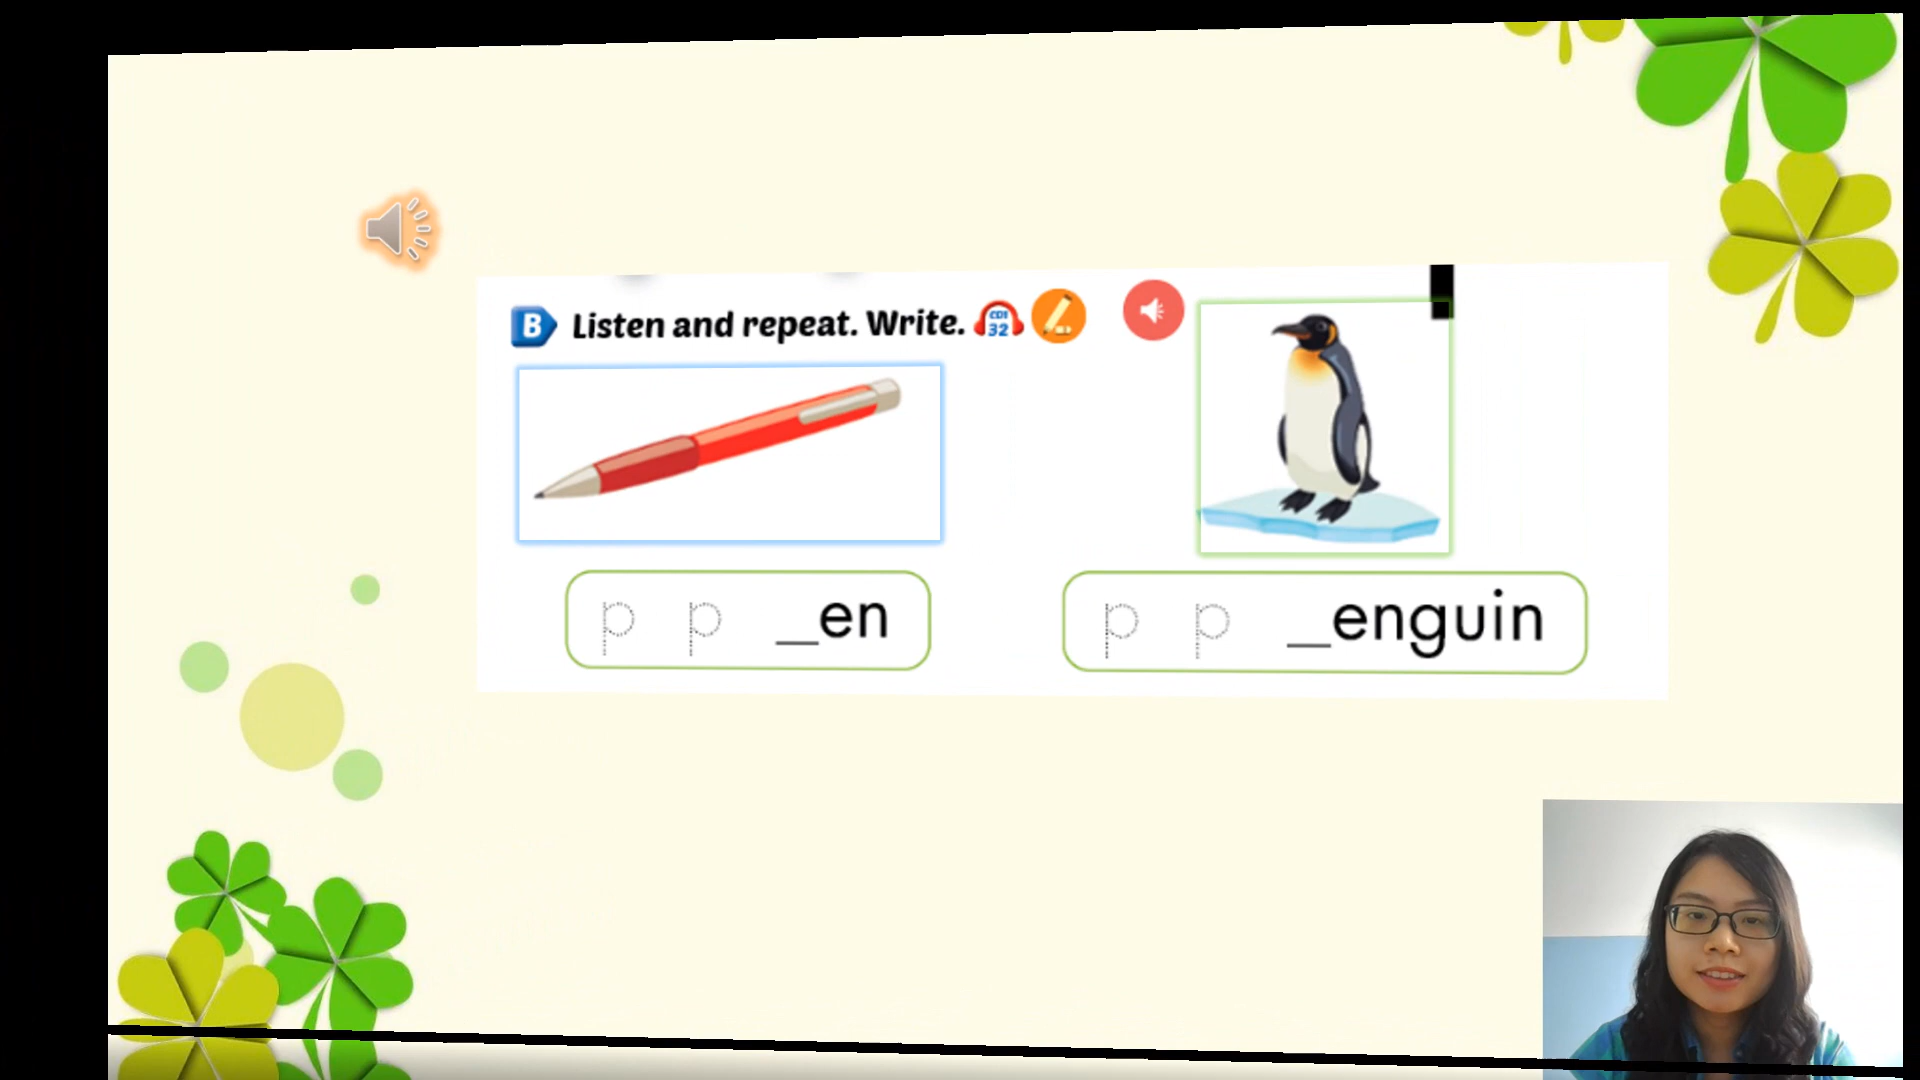 B Listen and repeat. Write. CD1 32
p p _en
p p _enguin